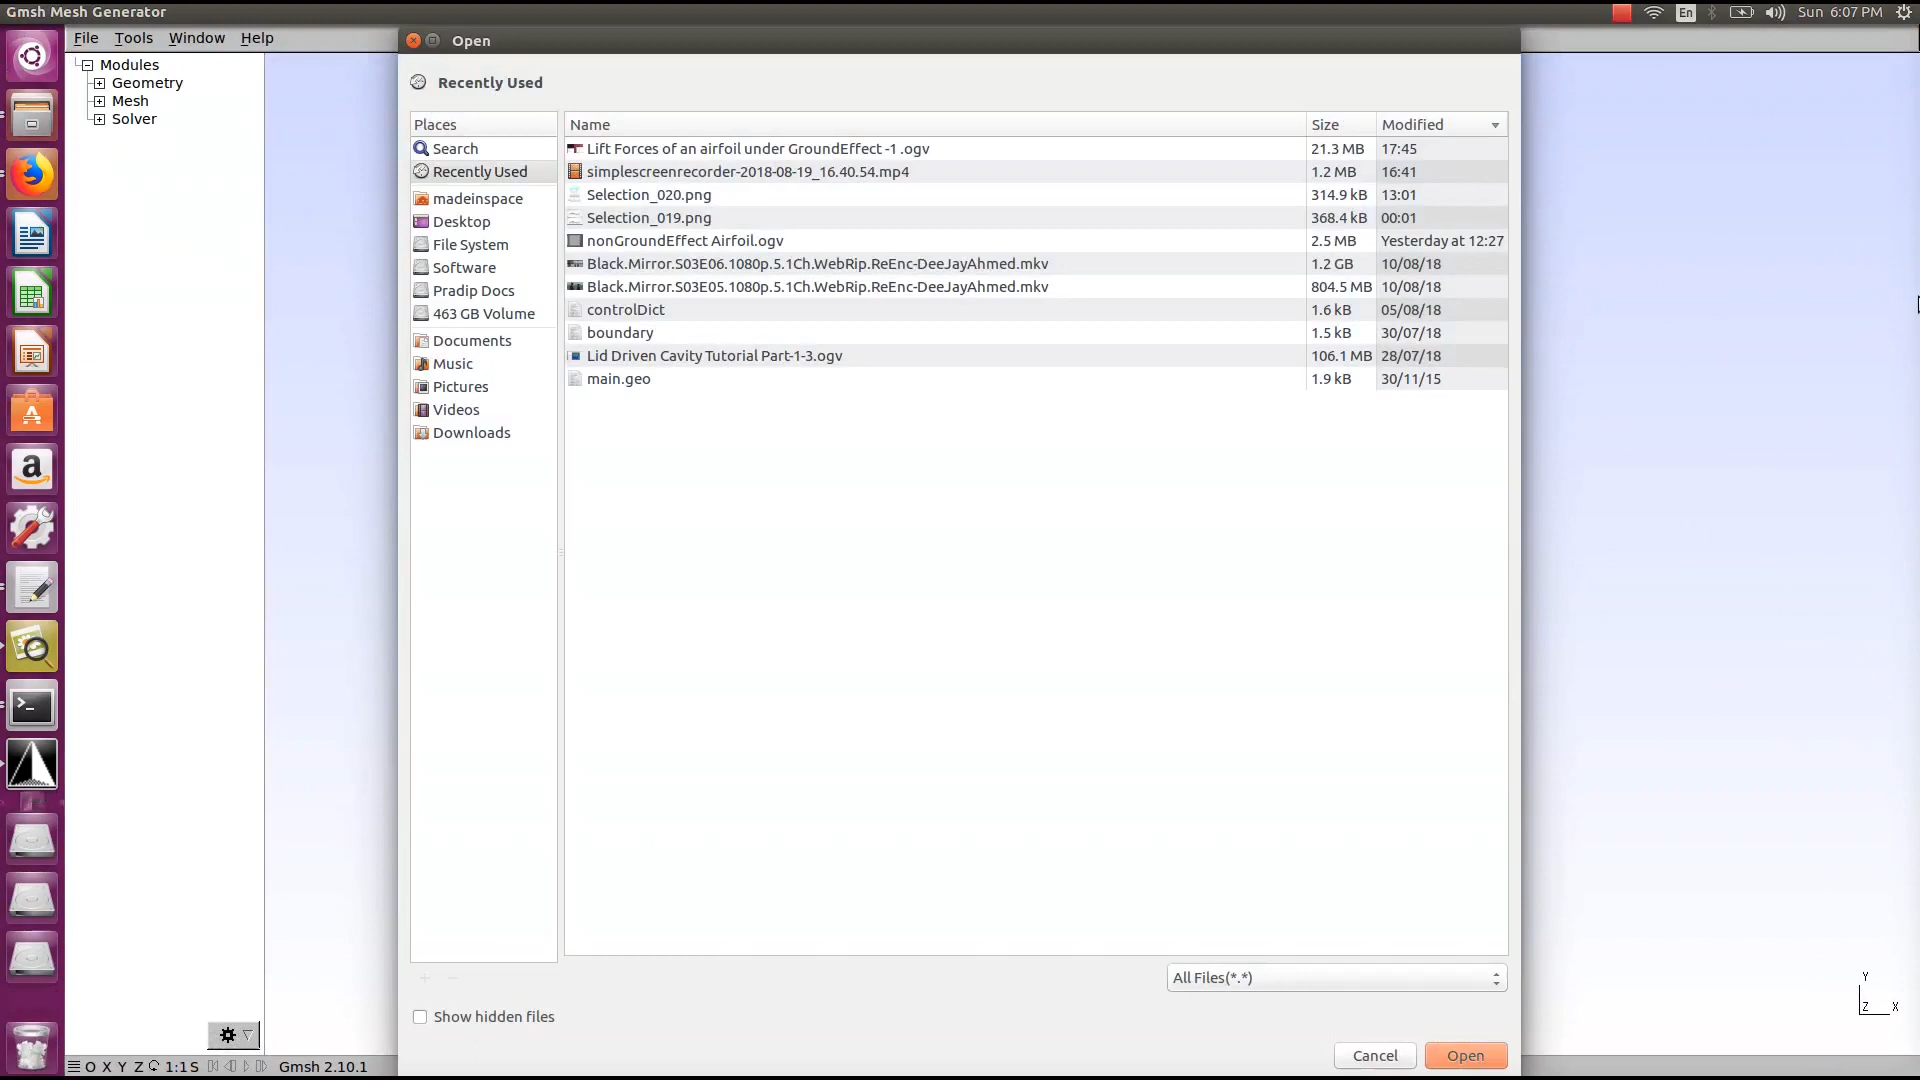 Gmsh Mesh Generator
En
Sun 6:07 PM
File Tools Window Help
Open
Modules
Geometry
Mesh
Solver
Recently Used
Places
Search
Recently Used
madeinspace
Desktop
File System
Software
Pradip Docs
463 GB Volume
Documents
Music
Pictures
Videos
Downloads
Name Size Modified
Lift Forces of an airfoil under GroundEffect -1 .ogv 21.3 MB 17:45
simplescreenrecorder-2018-08-19_16.40.54.mp4 1.2 MB 16:41
Selection_020.png 314.9 kB 13:01
Selection_019.png 368.4 kB 00:01
nonGroundEffect Airfoil.ogv 2.5 MB Yesterday at 12:27
Black.Mirror.S03E06.1080p.5.1Ch.WebRip.ReEnc-DeeJayAhmed.mkv 1.2 GB 10/08/18
Black.Mirror.S03E05.1080p.5.1Ch.WebRip.ReEnc-DeeJayAhmed.mkv 804.5 MB 10/08/18
controlDict 1.6 kB 05/08/18
boundary 1.5 kB 30/07/18
Lid Driven Cavity Tutorial Part-1-3.ogv 106.1 MB 28/07/18
main.geo 1.9 kB 30/11/15
All Files(*.*)
Show hidden files
Cancel
Open
Y
Z X
O X Y Z 1:1 S Gmsh 2.10.1